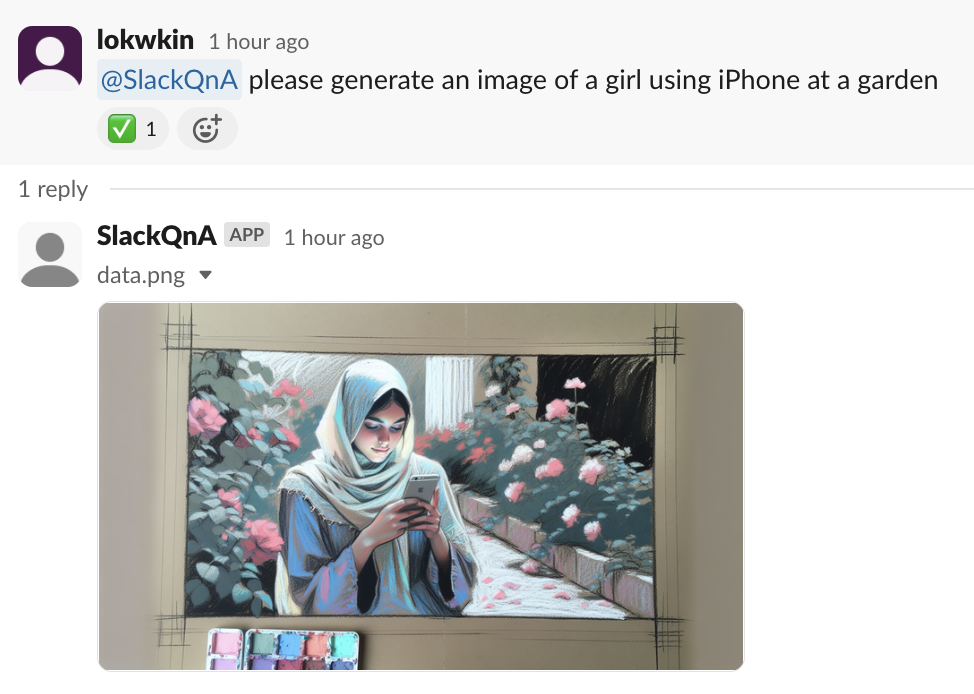 lokwkin 1 hour ago
@SlackQnA please generate an image of a girl using iPhone at a garden
1
1 reply
SlackQnA APP 1 hour ago
data.png